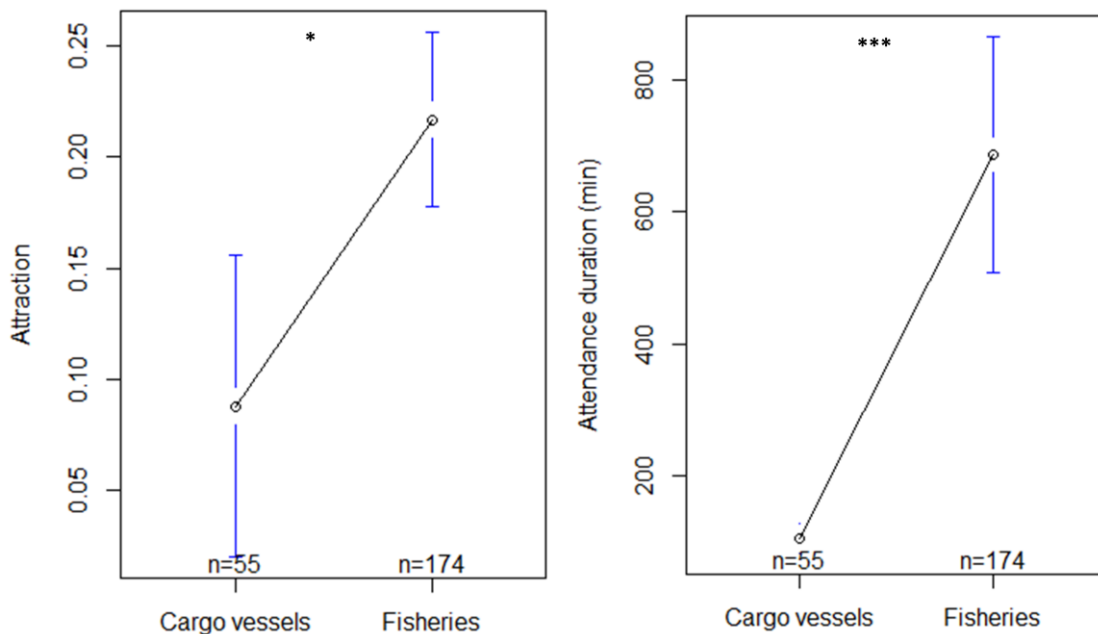 *
Attraction
0.25
0.20
0.15
0.10
0.05
n=55
n=174
Cargo vessels
Fisheries
***
Attendance duration (min)
800
600
400
200
n=55
n=174
Cargo vessels
Fisheries